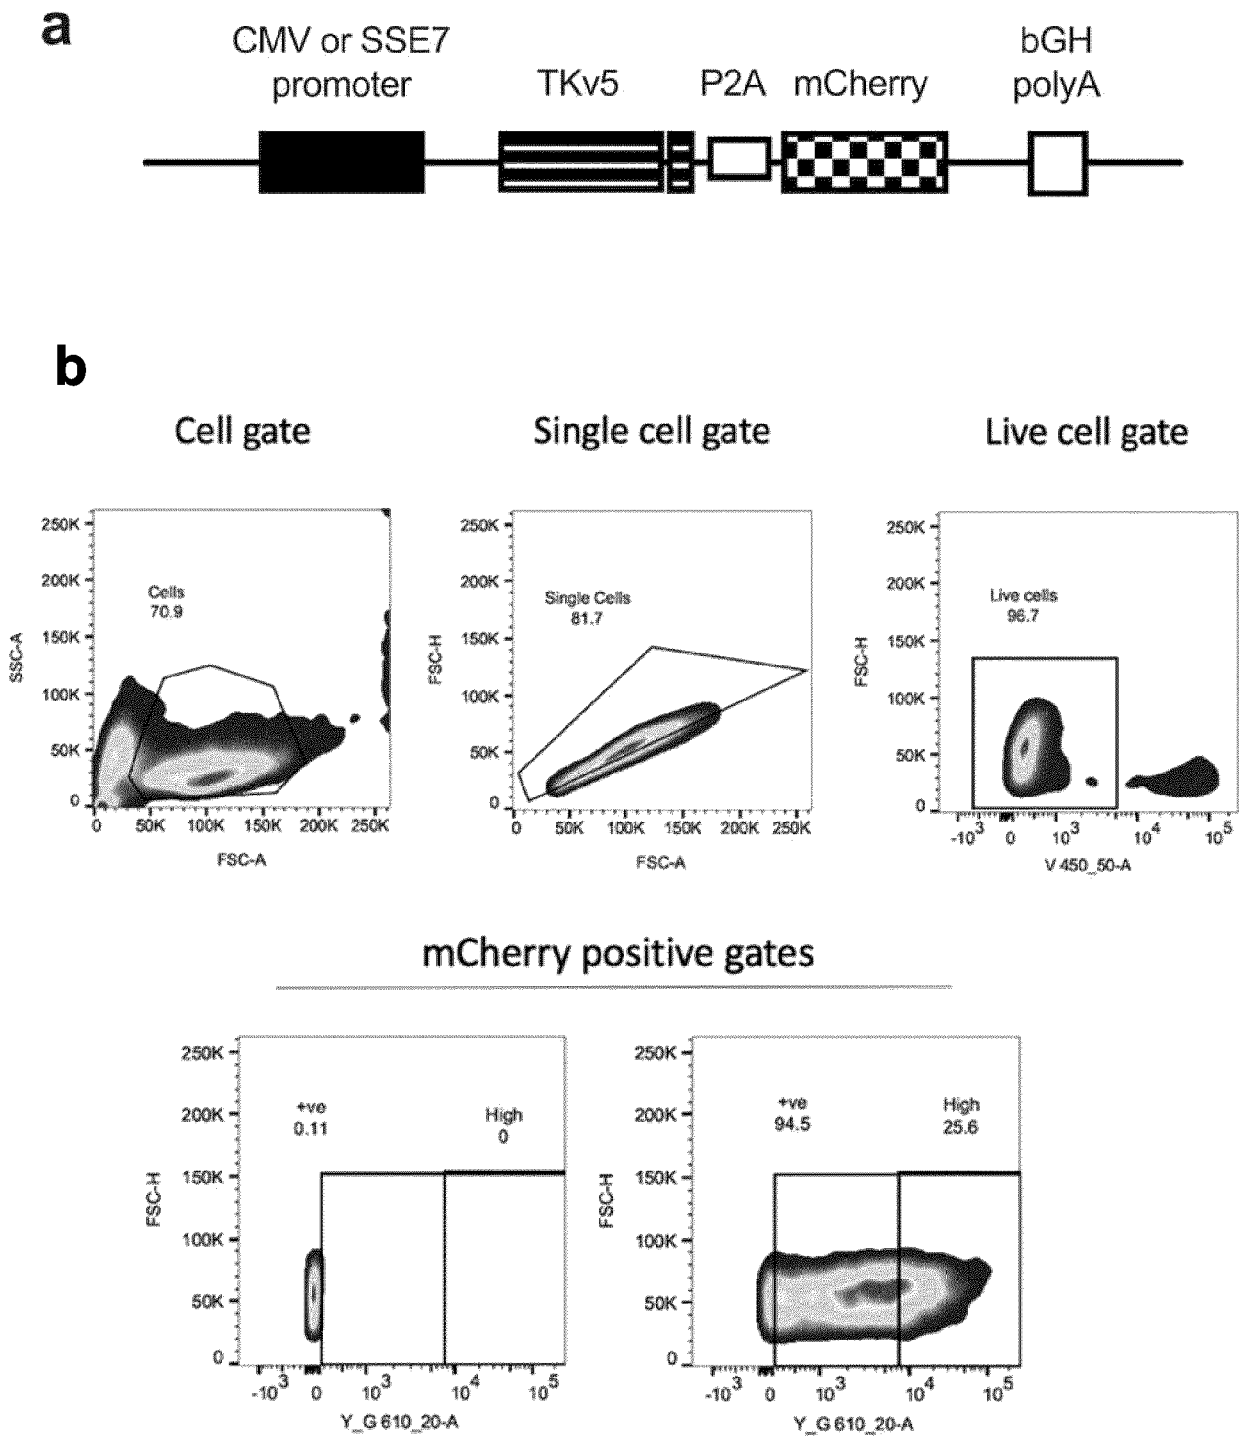 a
CMV or SSE7
promoter
TKv5
P2A
mCherry
bGH
polyA
b
Cell gate
Single cell gate
Live cell gate
250K
200K
150K
100K
50K
0
SSC-A
Cells
70.9
0 50K 100K 150K 200K 250K
FSC-A
250K
200K
150K
100K
50K
0
FSC-H
Single Cells
81.7
0 50K 100K 150K 200K 250K
FSC-A
250K
200K
150K
100K
50K
0
FSC-H
Live cells
96.7
-10³ 0 10³ 10⁴ 10⁵
V 450_50-A
mCherry positive gates
250K
200K
150K
100K
50K
0
FSC-H
+ve
0.11
High
0
-10³ 0 10³ 10⁴ 10⁵
Y_G 610_20-A
250K
200K
150K
100K
50K
0
FSC-H
+ve
94.5
High
25.6
-10³ 0 10³ 10⁴ 10⁵
Y_G 610_20-A